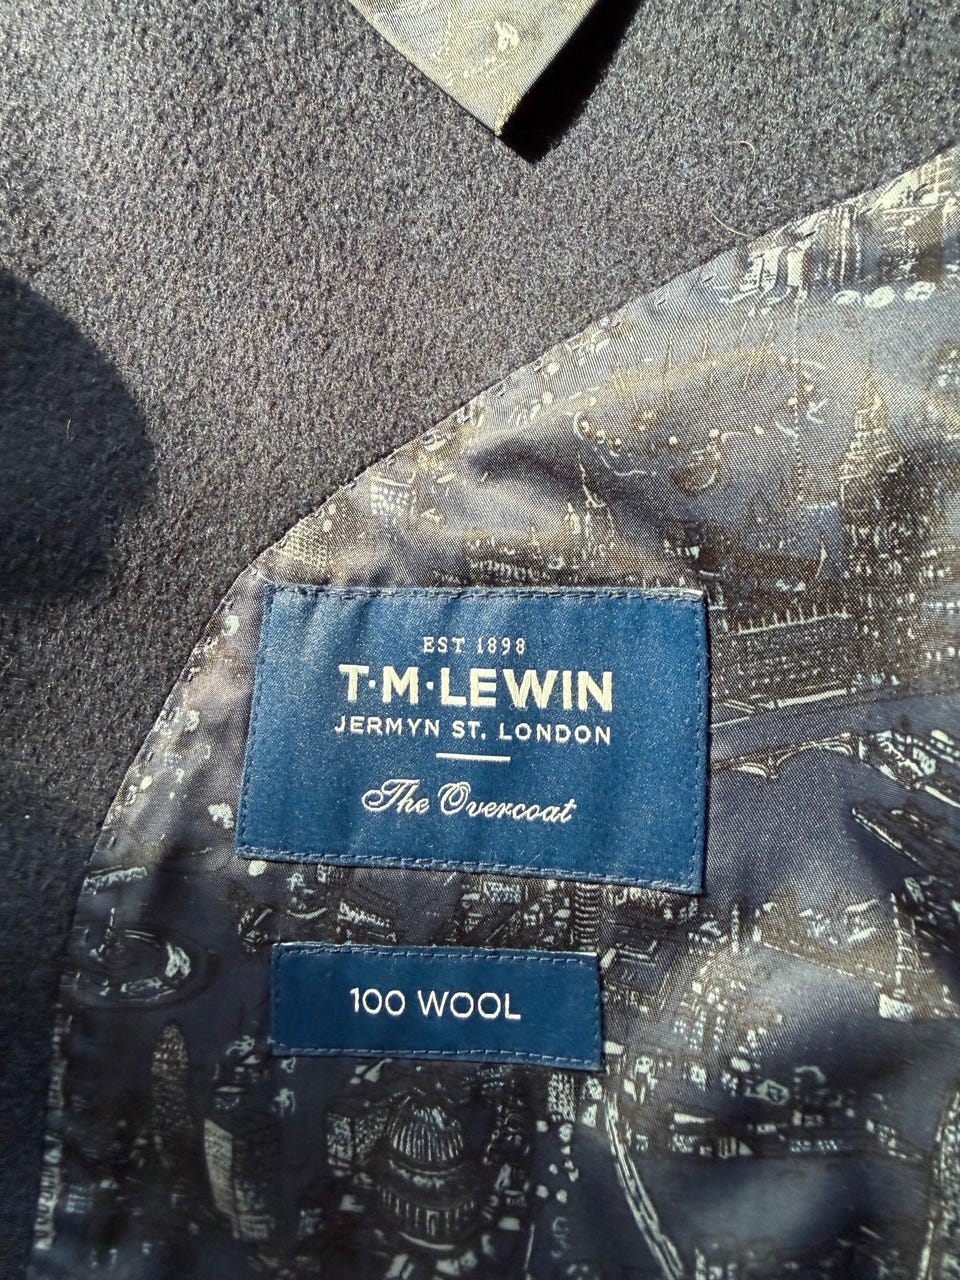 EST 1898
T·M·LEWIN
JERMYN ST. LONDON
The Overcoat
100 WOOL